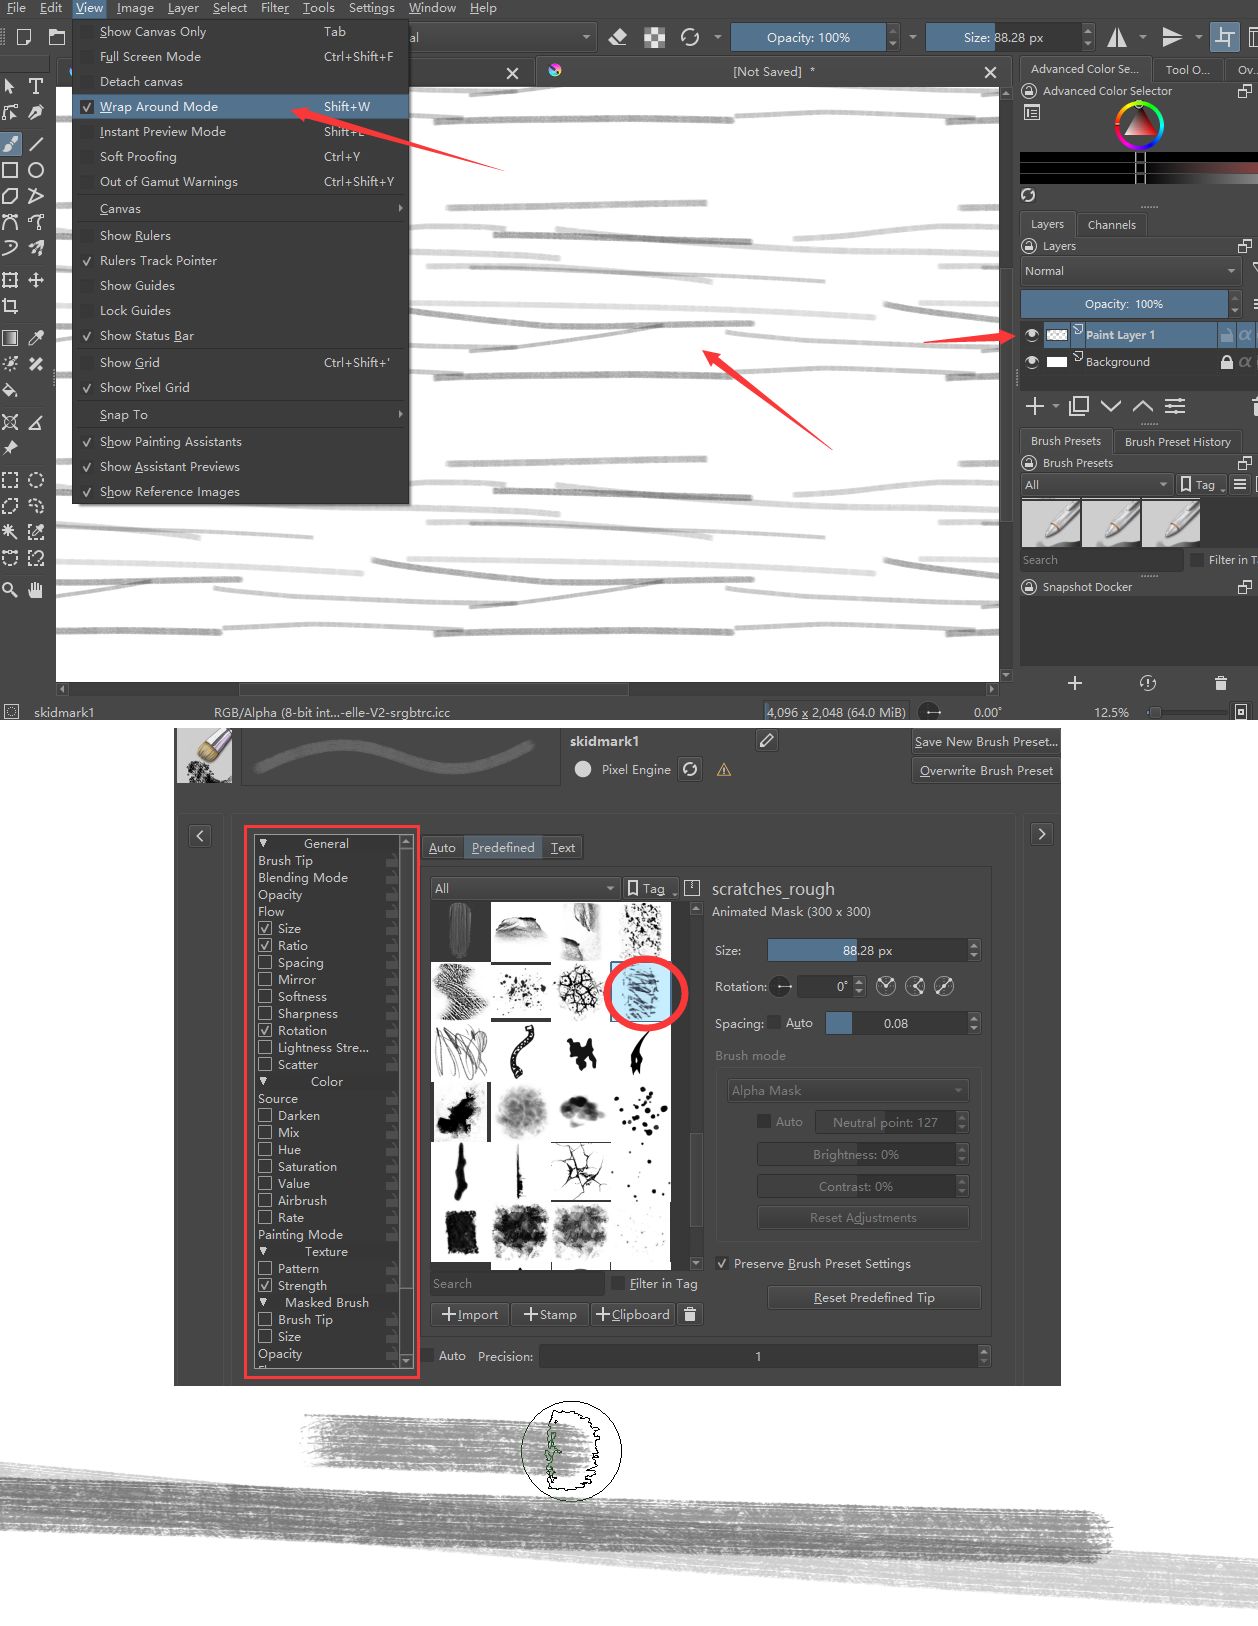 File Edit View Image Layer Select Filter Tools Settings Window Help
Show Canvas Only Tab
Full Screen Mode Ctrl+Shift+F
Detach canvas
Wrap Around Mode Shift+W
Instant Preview Mode
Soft Proofing Ctrl+Y
Out of Gamut Warnings Ctrl+Shift+Y
Canvas
Show Rulers
Rulers Track Pointer
Show Guides
Lock Guides
Show Status Bar
Show Grid Ctrl+Shift+'
Show Pixel Grid
Snap To
Show Painting Assistants
Show Assistant Previews
Show Reference Images
Opacity: 100% Size: 88.28 px
[Not Saved] *
Advanced Color Se... Tool O... Ov...
Advanced Color Selector
Layers Channels
Layers
Normal
Opacity: 100%
Paint Layer 1
Background
Brush Presets Brush Preset History
Brush Presets
All Tag
Search Filter in T
Snapshot Docker
skidmark1 RGB/Alpha (8-bit int...-elle-V2-srgbtrc.icc 4,096 x 2,048 (64.0 MiB) 0.00° 12.5%
skidmark1
Pixel Engine
Save New Brush Preset...
Overwrite Brush Preset
General
Brush Tip
Blending Mode
Opacity
Flow
Size
Ratio
Spacing
Mirror
Softness
Sharpness
Rotation
Lightness Stre...
Scatter
Color
Source
Darken
Mix
Hue
Saturation
Value
Airbrush
Rate
Painting Mode
Texture
Pattern
Strength
Masked Brush
Brush Tip
Size
Opacity
Auto Predefined Text
All Tag
scratches_rough
Animated Mask (300 x 300)
Size: 88.28 px
Rotation: 0°
Spacing: Auto 0.08
Brush mode
Alpha Mask
Auto Neutral point: 127
Brightness: 0%
Contrast: 0%
Reset Adjustments
Preserve Brush Preset Settings
Reset Predefined Tip
Search Filter in Tag
Import Stamp Clipboard
Auto Precision: 1